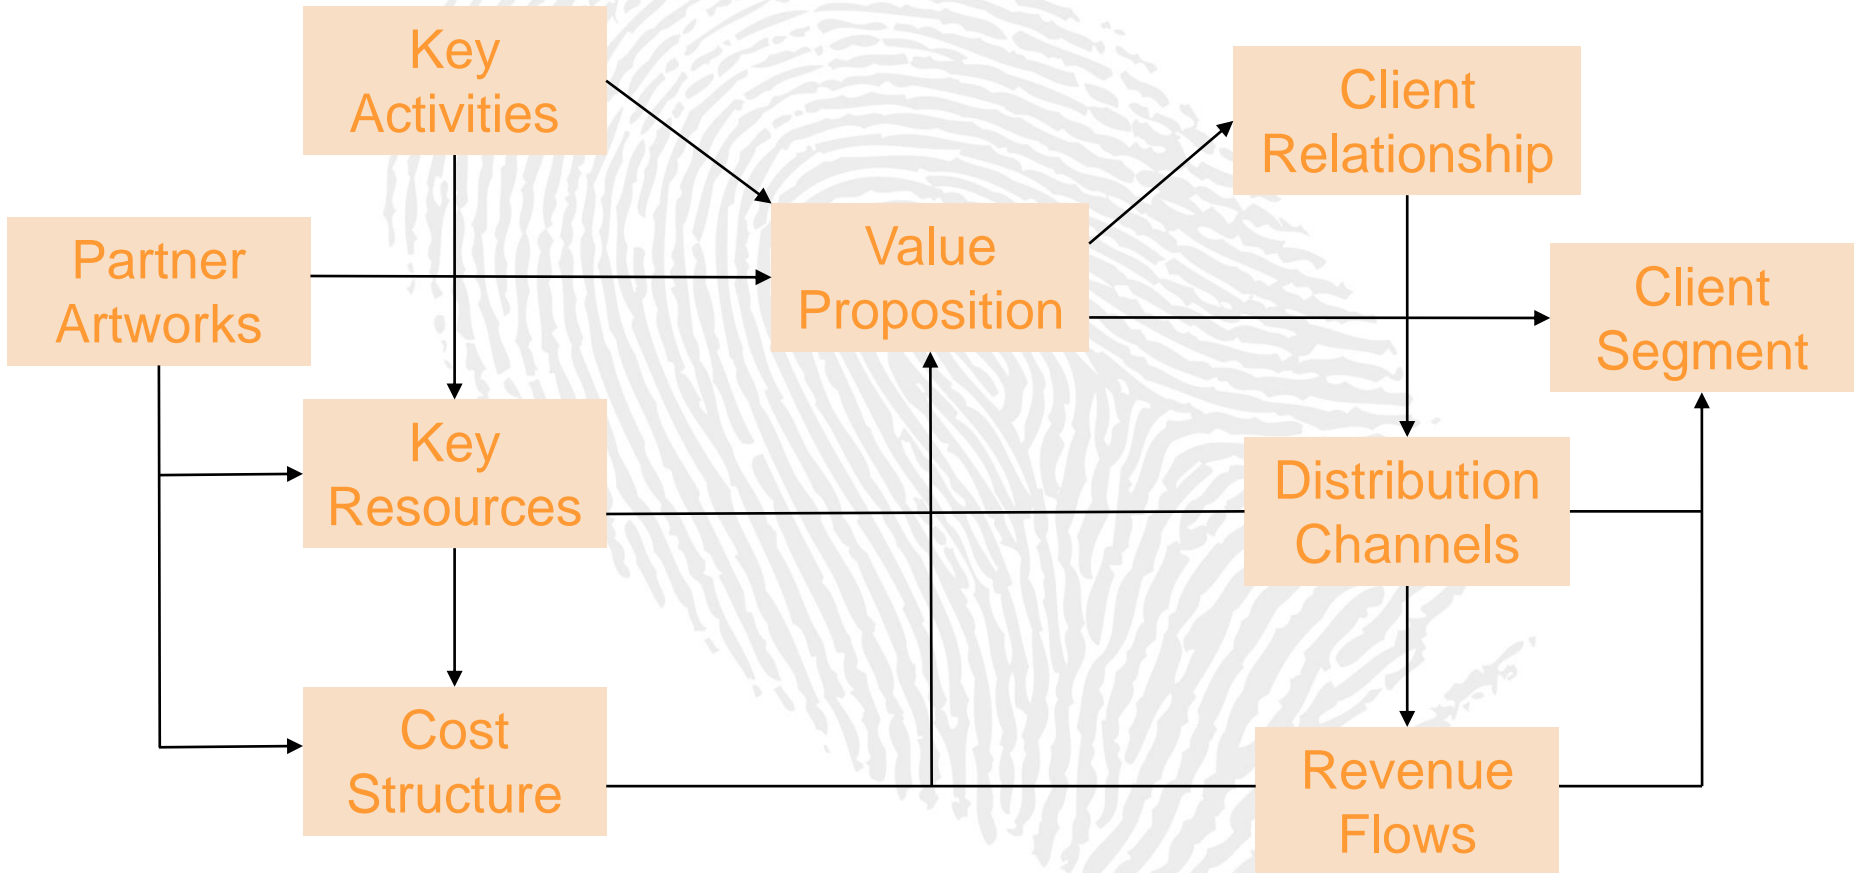 Key
Activities
Client
Relationship
Partner
Artworks
Value
Proposition
Client
Segment
Key
Resources
Distribution
Channels
Cost
Structure
Revenue
Flows